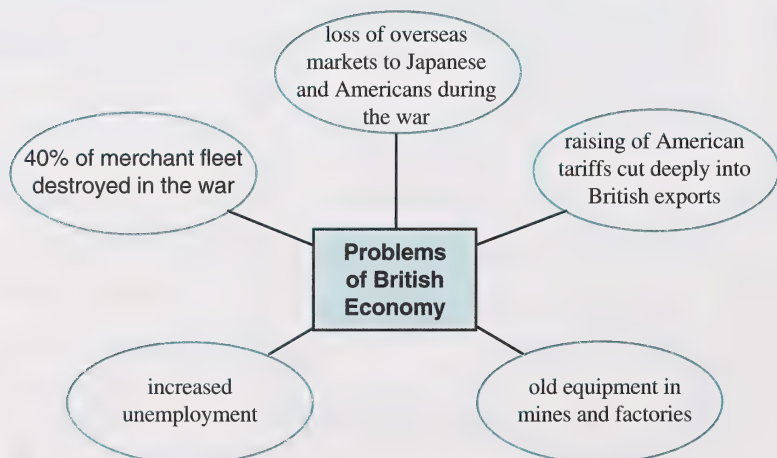 loss of overseas
markets to Japanese
and Americans during
the war
40% of merchant fleet
destroyed in the war
raising of American
tariffs cut deeply into
British exports
Problems
of British
Economy
increased
unemployment
old equipment in
mines and factories